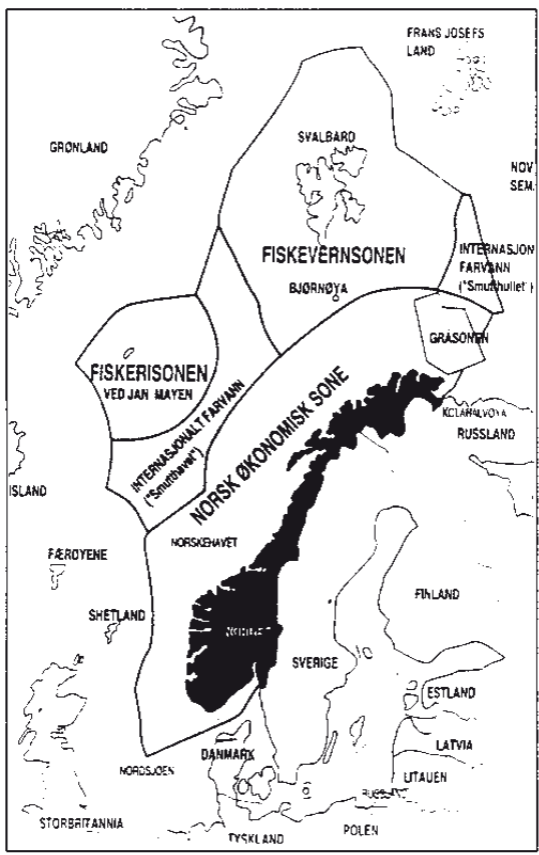 FRANS JOSEFS
LAND
GRØNLAND
SVALBARD
NOV
SEM.
FISKEVERNSONEN
INTERNASJON
FARVANN
("Smutthullet")
BJØRNØYA
GRÅSONEN
FISKERISONEN
VED JAN MAYEN
INTERNASJONALT FARVANN
("Smutthavet")
NORSK ØKONOMISK SONE
KOLAHALVØYA
RUSSLAND
ISLAND
NORSKEHAVET
FÆRØYENE
FINLAND
SHETLAND
NORGE
SVERIGE
ESTLAND
DANMARK
LATVIA
NORDSJØEN
LITAUEN
STORBRITANNIA
TYSKLAND
POLEN